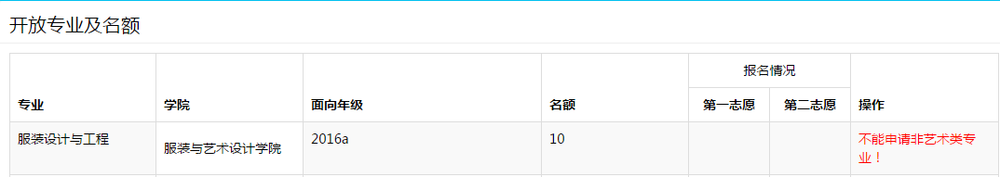 开放专业及名额
报名情况
专业 学院 面向年级 名额 第一志愿 第二志愿 操作
服装设计与工程 服装与艺术设计学院 2016a 10 不能申请非艺术类专
业！